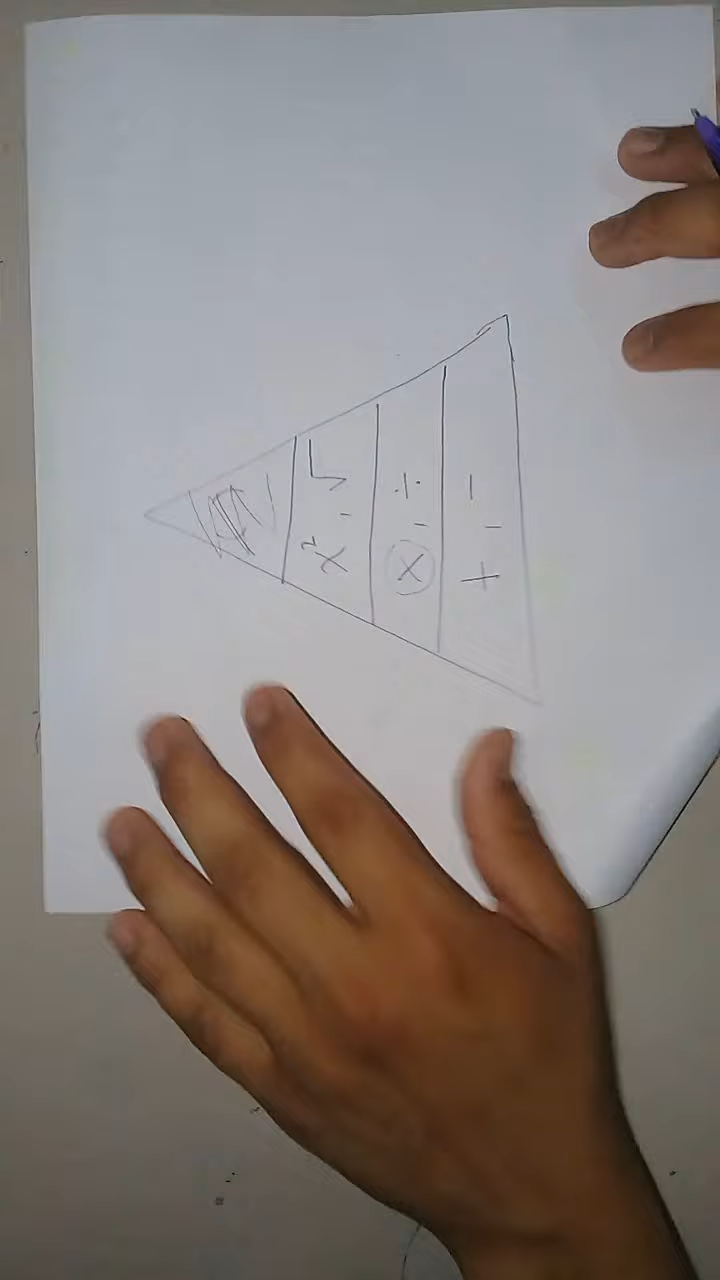 x² , √
× , ÷
+ , −